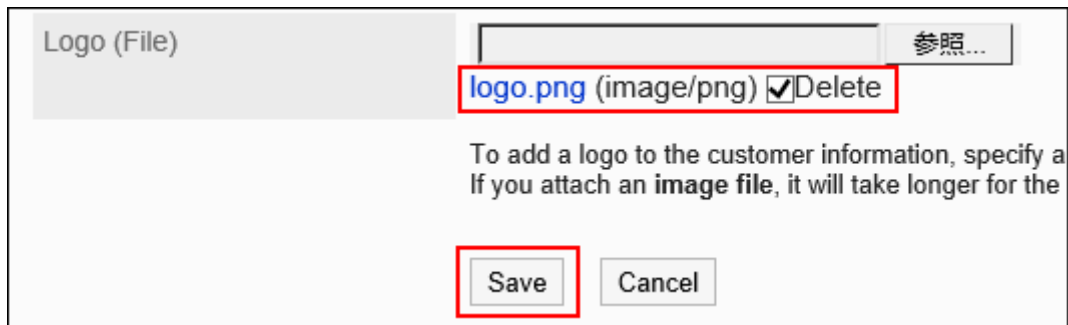 Logo (File)
参照...
logo.png (image/png) Delete
To add a logo to the customer information, specify a
If you attach an image file, it will take longer for the
Save Cancel